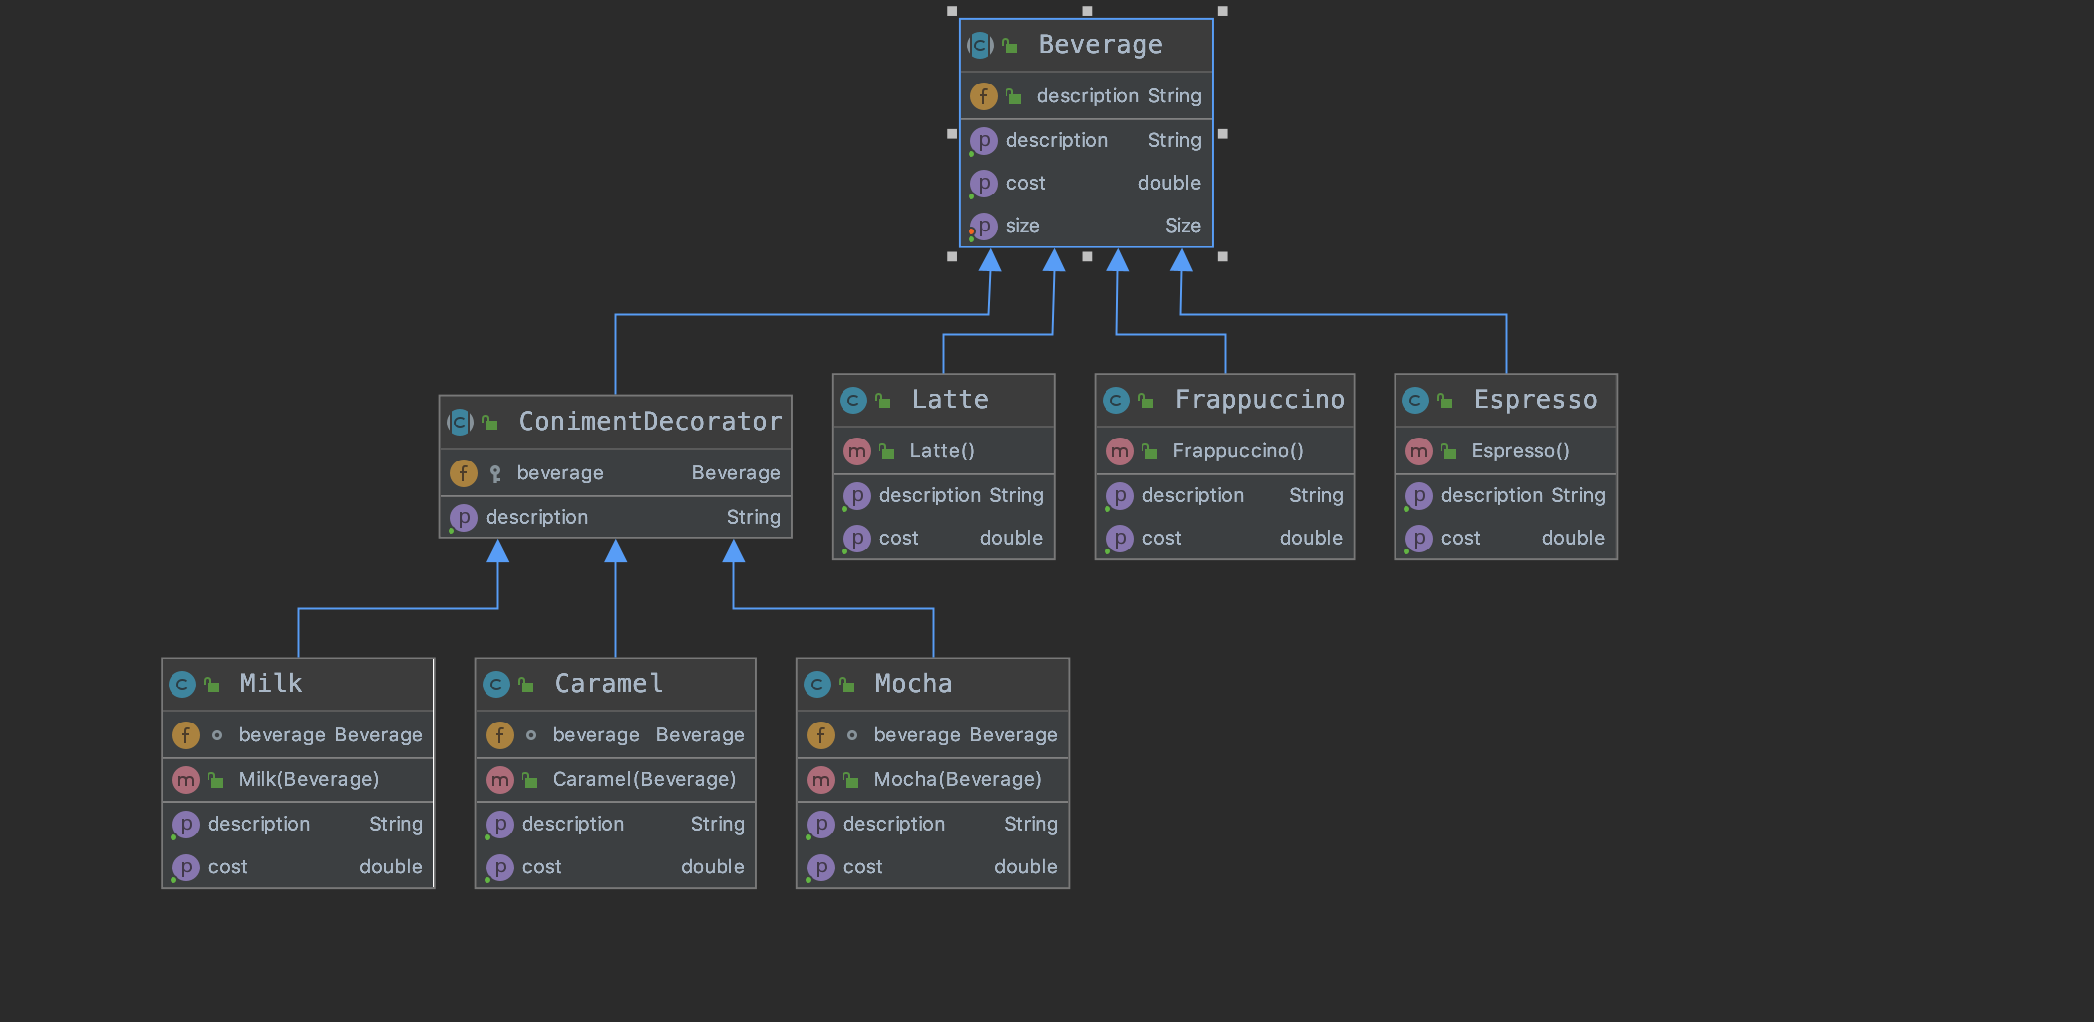 Beverage
f description String
p description String
p cost double
p size Size
ConimentDecorator
f beverage Beverage
p description String
C Latte
m Latte()
p description String
p cost double
C Frappuccino
m Frappuccino()
p description String
p cost double
C Espresso
m Espresso()
p description String
p cost double
C Milk
f beverage Beverage
m Milk(Beverage)
p description String
p cost double
C Caramel
f beverage Beverage
m Caramel(Beverage)
p description String
p cost double
C Mocha
f beverage Beverage
m Mocha(Beverage)
p description String
p cost double